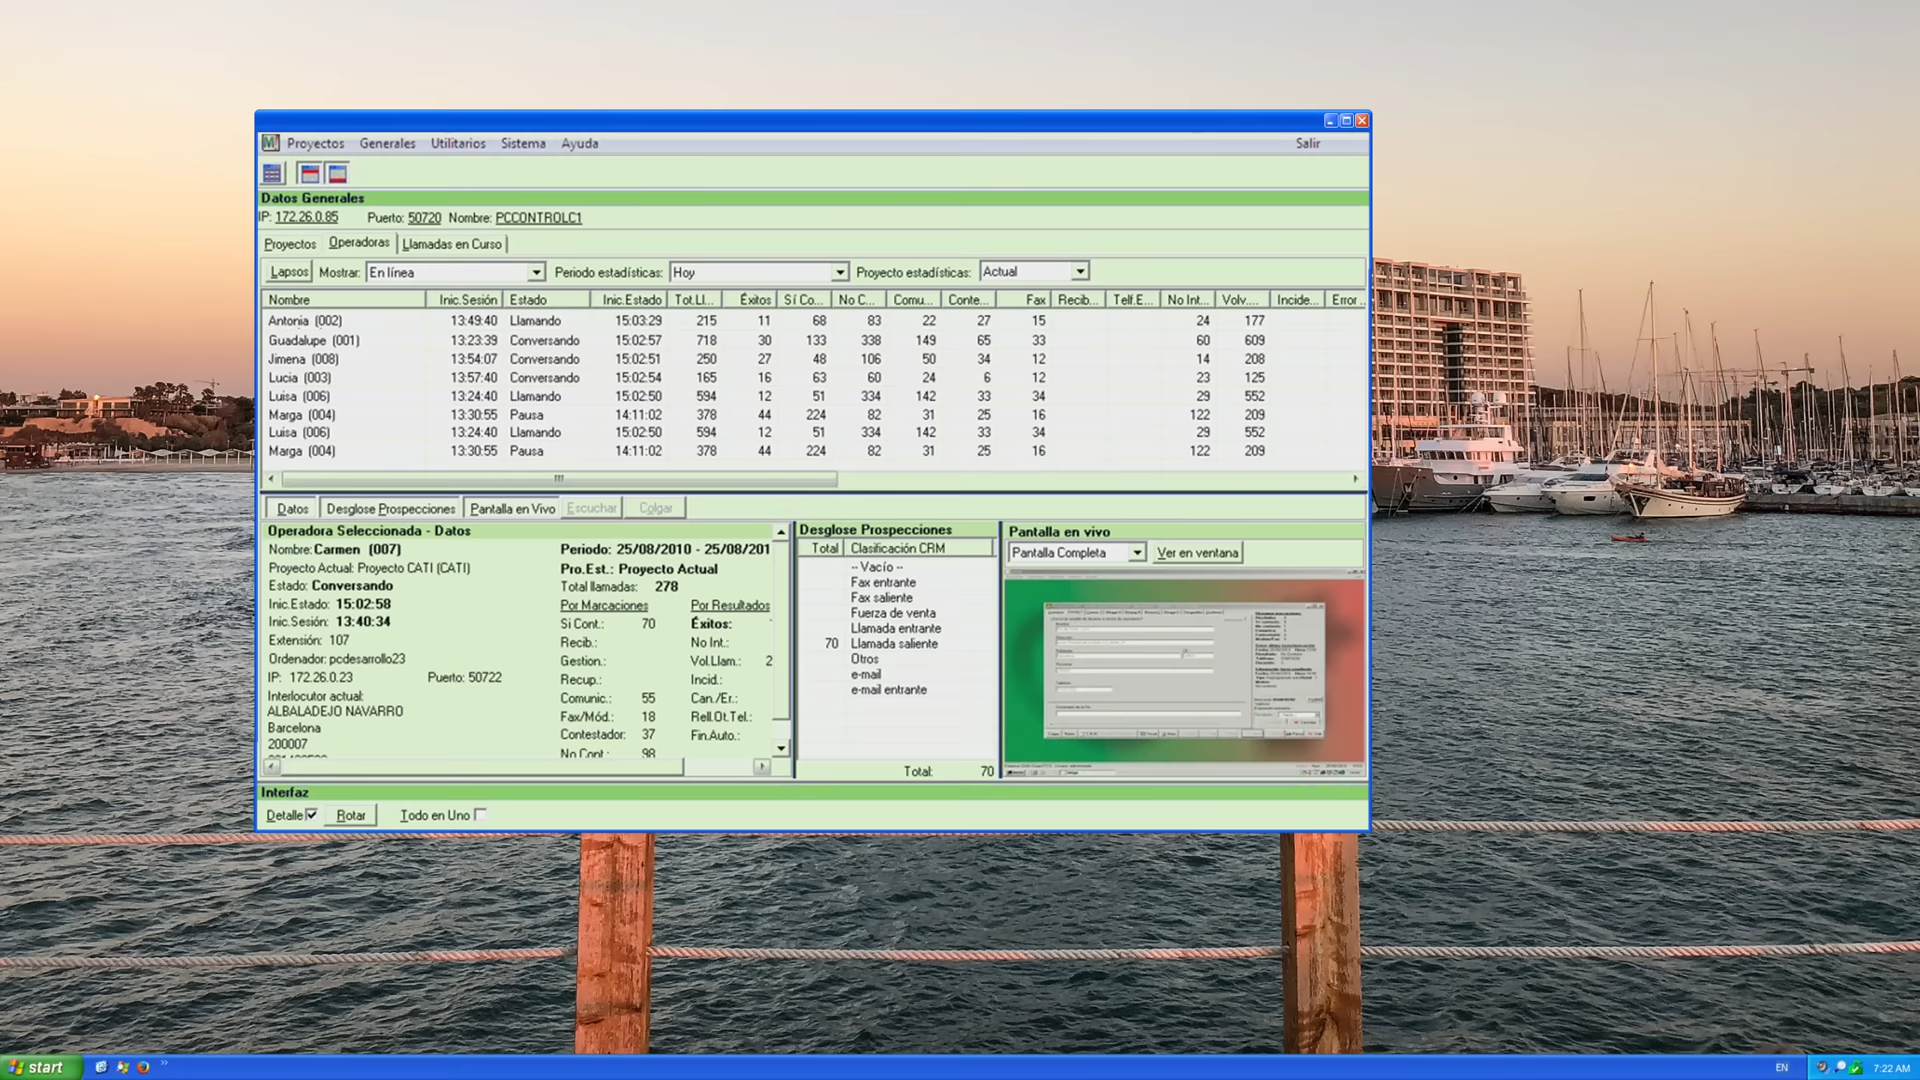 Proyectos Generales Utilitarios Sistema Ayuda Salir
Datos Generales
IP: 172.26.0.85 Puerto: 50720 Nombre: PCCONTROLC1
Proyectos Operadoras Llamadas en Curso
Lapsos Mostrar: En línea Periodo estadísticas: Hoy Proyecto estadísticas: Actual
Nombre Inic.Sesión Estado Inic.Estado Tot.Ll... Éxitos Sí Co... No C... Comu... Conte... Fax Recib... Telf.E... No Int... Volv.... Incide... Error ..
Antonia (002) 13:49:40 Llamando 15:03:29 215 11 68 83 22 27 15 24 177
Guadalupe (001) 13:23:39 Conversando 15:02:57 718 30 133 338 149 65 33 60 609
Jimena (008) 13:54:07 Conversando 15:02:51 250 27 48 106 50 34 12 14 208
Lucia (003) 13:57:40 Conversando 15:02:54 165 16 63 60 24 6 12 23 125
Luisa (006) 13:24:40 Llamando 15:02:50 594 12 51 334 142 33 34 29 552
Marga (004) 13:30:55 Pausa 14:11:02 378 44 224 82 31 25 16 122 209
Luisa (006) 13:24:40 Llamando 15:02:50 594 12 51 334 142 33 34 29 552
Marga (004) 13:30:55 Pausa 14:11:02 378 44 224 82 31 25 16 122 209
Datos Desglose Prospecciones Pantalla en Vivo Escuchar Colgar
Operadora Seleccionada - Datos
Nombre: Carmen (007)
Proyecto Actual: Proyecto CATI (CATI)
Estado: Conversando
Inic.Estado: 15:02:58
Inic.Sesión: 13:40:34
Extensión: 107
Ordenador: pcdesarrollo23
IP: 172.26.0.23 Puerto: 50722
Interlocutor actual:
ALBALADEJO NAVARRO
Barcelona
200007
Periodo: 25/08/2010 - 25/08/201
Pro.Est.: Proyecto Actual
Total llamadas: 278
Por Marcaciones Por Resultados
Si Cont.: 70 Éxitos:
Recib.: No Int.:
Gestion.: Vol.Llam.: 2
Recup.: Incid.:
Comunic.: 55 Can./Er.:
Fax/Mód.: 18 Rell.Ot.Tel.:
Contestador: 37 Fin.Auto.:
No Cont.: 98
Desglose Prospecciones
Total Clasificación CRM
-- Vacío --
Fax entrante
Fax saliente
Fuerza de venta
Llamada entrante
70 Llamada saliente
Otros
e-mail
e-mail entrante
Total: 70
Pantalla en vivo
Pantalla Completa Ver en ventana
Interfaz
Detalle Rotar Todo en Uno
start EN 7:22 AM